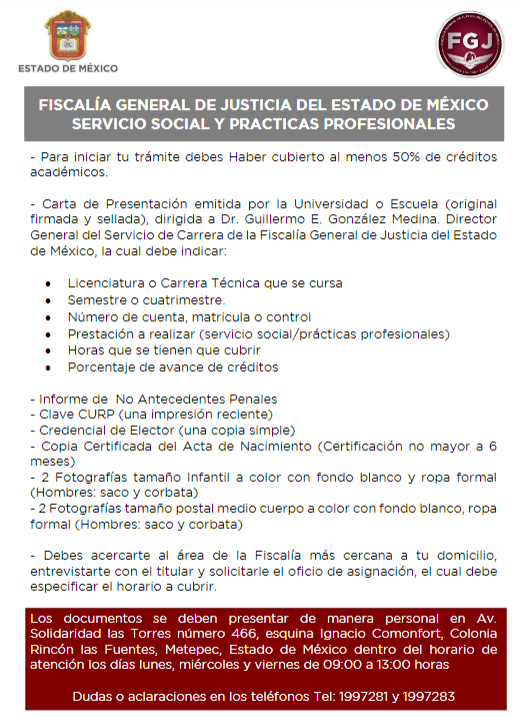 ESTADO DE MÉXICO
FGJ
FISCALÍA GENERAL DE JUSTICIA DEL ESTADO DE MÉXICO
SERVICIO SOCIAL Y PRACTICAS PROFESIONALES
- Para iniciar tu trámite debes Haber cubierto al menos 50% de créditos
académicos.
- Carta de Presentación emitida por la Universidad o Escuela (original
firmada y sellada), dirigida a Dr. Guillermo E. González Medina. Director
General del Servicio de Carrera de la Fiscalía General de Justicia del Estado
de México, la cual debe indicar:
• Licenciatura o Carrera Técnica que se cursa
• Semestre o cuatrimestre.
• Número de cuenta, matricula o control
• Prestación a realizar (servicio social/prácticas profesionales)
• Horas que se tienen que cubrir
• Porcentaje de avance de créditos
- Informe de No Antecedentes Penales
- Clave CURP (una impresión reciente)
- Credencial de Elector (una copia simple)
- Copia Certificada del Acta de Nacimiento (Certificación no mayor a 6
meses)
- 2 Fotografías tamaño Infantil a color con fondo blanco y ropa formal
(Hombres: saco y corbata)
- 2 Fotografías tamaño postal medio cuerpo a color con fondo blanco, ropa
formal (Hombres: saco y corbata)
- Debes acercarte al área de la Fiscalía más cercana a tu domicilio,
entrevistarte con el titular y solicitarle el oficio de asignación, el cual debe
especificar el horario a cubrir.
Los documentos se deben presentar de manera personal en Av.
Solidaridad las Torres número 466, esquina Ignacio Comonfort, Colonia
Rincón las Fuentes, Metepec, Estado de México dentro del horario de
atención los días lunes, miércoles y viernes de 09:00 a 13:00 horas
Dudas o aclaraciones en los teléfonos Tel: 1997281 y 1997283